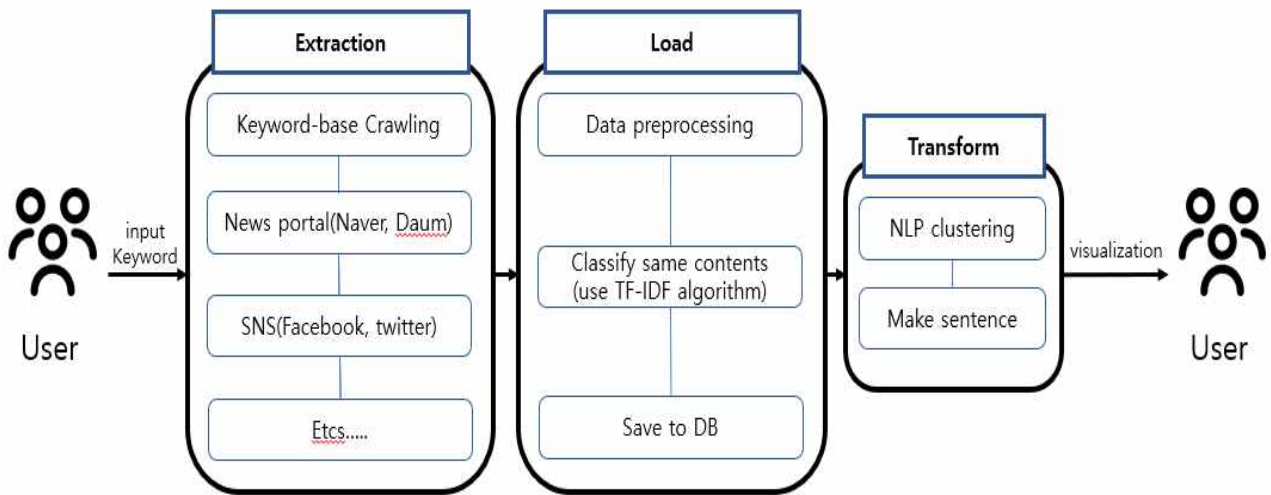 Extraction
Keyword-base Crawling
News portal(Naver, Daum)
SNS(Facebook, twitter)
Etcs.....
Load
Data preprocessing
Classify same contents
(use TF-IDF algorithm)
Save to DB
Transform
NLP clustering
Make sentence
input
Keyword
User
visualization
User